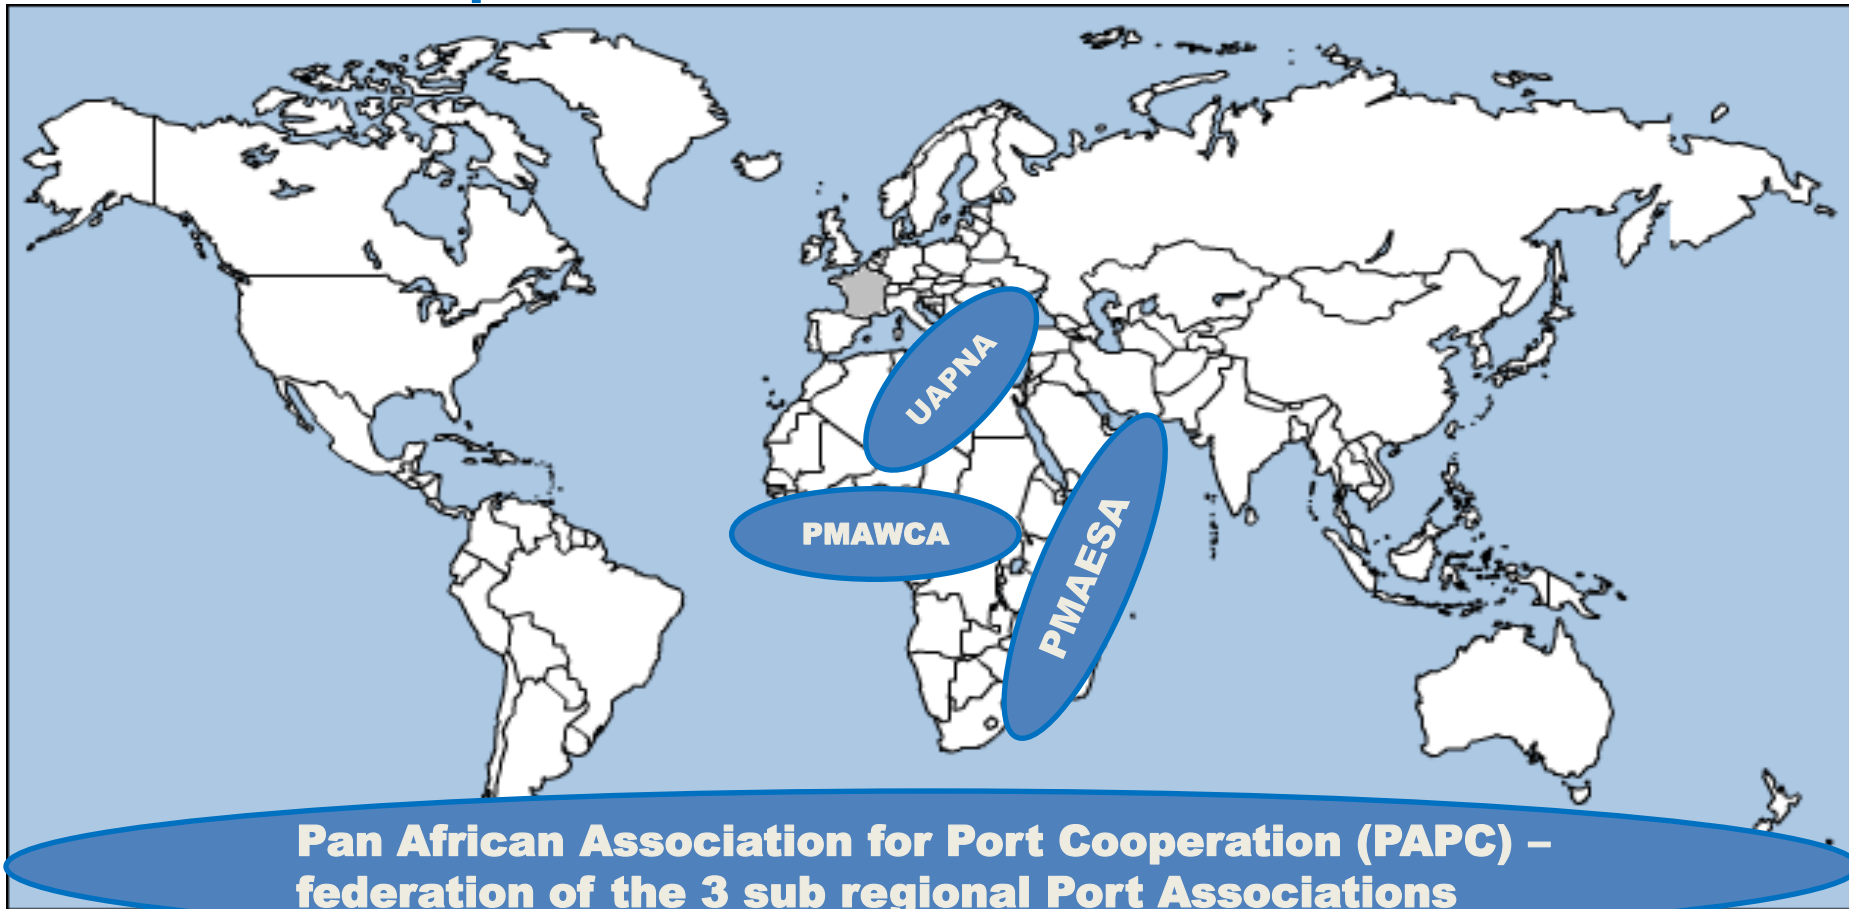 UAPNA
PMAWCA
PMAESA
Pan African Association for Port Cooperation (PAPC) –
federation of the 3 sub regional Port Associations